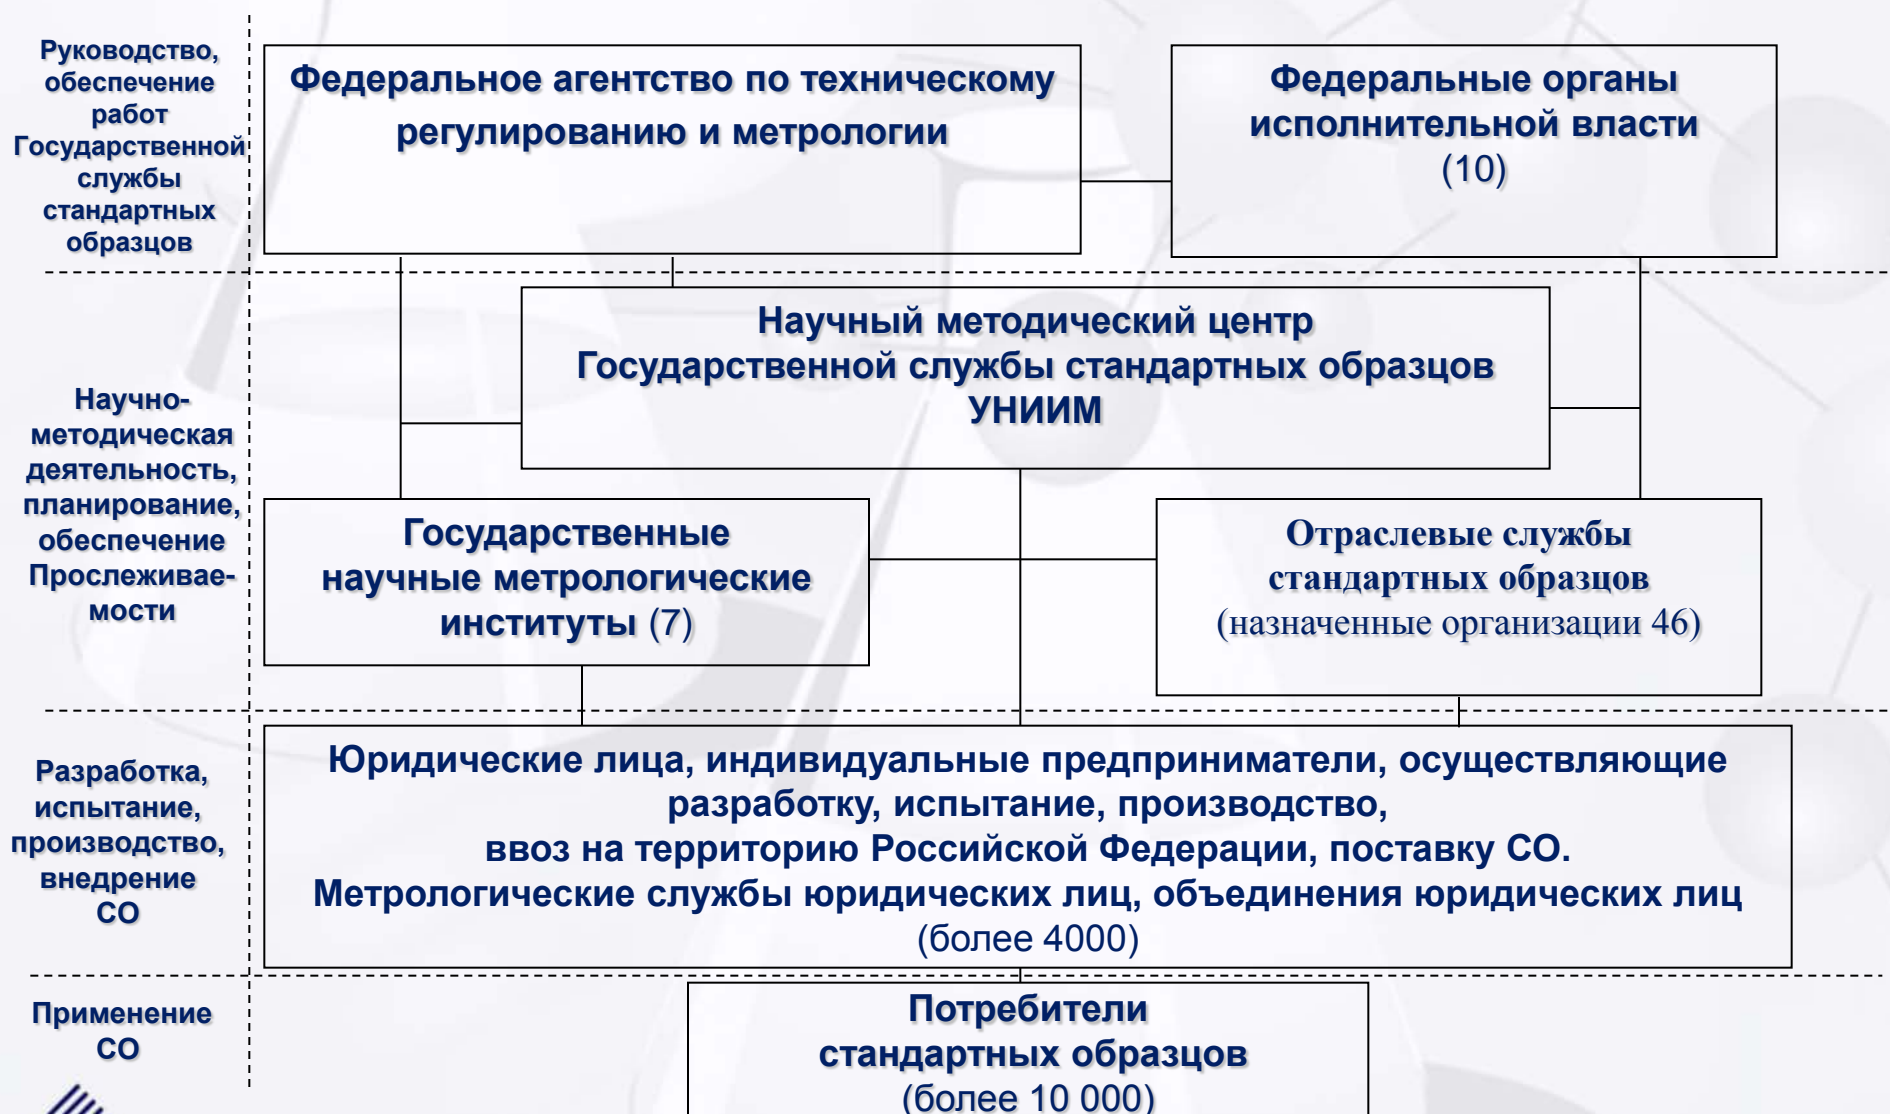 Руководство,
обеспечение
работ
Государственной
службы
стандартных
образцов
Федеральное агентство по техническому
регулированию и метрологии
Федеральные органы
исполнительной власти
(10)
Научно-
методическая
деятельность,
планирование,
обеспечение
Прослеживае-
мости
Научный методический центр
Государственной службы стандартных образцов
УНИИМ
Государственные
научные метрологические
институты (7)
Отраслевые службы
стандартных образцов
(назначенные организации 46)
Разработка,
испытание,
производство,
внедрение
СО
Юридические лица, индивидуальные предприниматели, осуществляющие
разработку, испытание, производство,
ввоз на территорию Российской Федерации, поставку СО.
Метрологические службы юридических лиц, объединения юридических лиц
(более 4000)
Применение
СО
Потребители
стандартных образцов
(более 10 000)